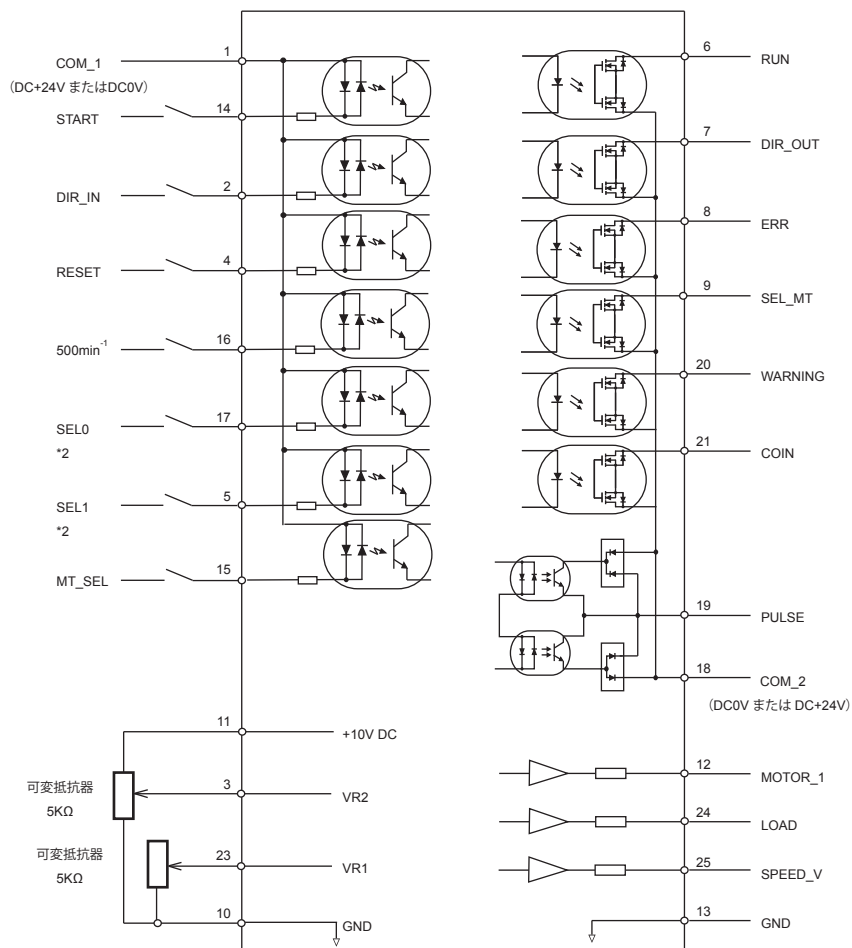 COM_1
1
(DC+24V またはDC0V)
START
14
DIR_IN
2
RESET
4
500min-1
16
SEL0
17
*2
SEL1
5
*2
MT_SEL
15
6
RUN
7
DIR_OUT
8
ERR
9
SEL_MT
20
WARNING
21
COIN
19
PULSE
18
COM_2
(DC0V または DC+24V)
11
+10V DC
可変抵抗器
5KΩ
3
VR2
可変抵抗器
5KΩ
23
VR1
10
GND
12
MOTOR_1
24
LOAD
25
SPEED_V
13
GND